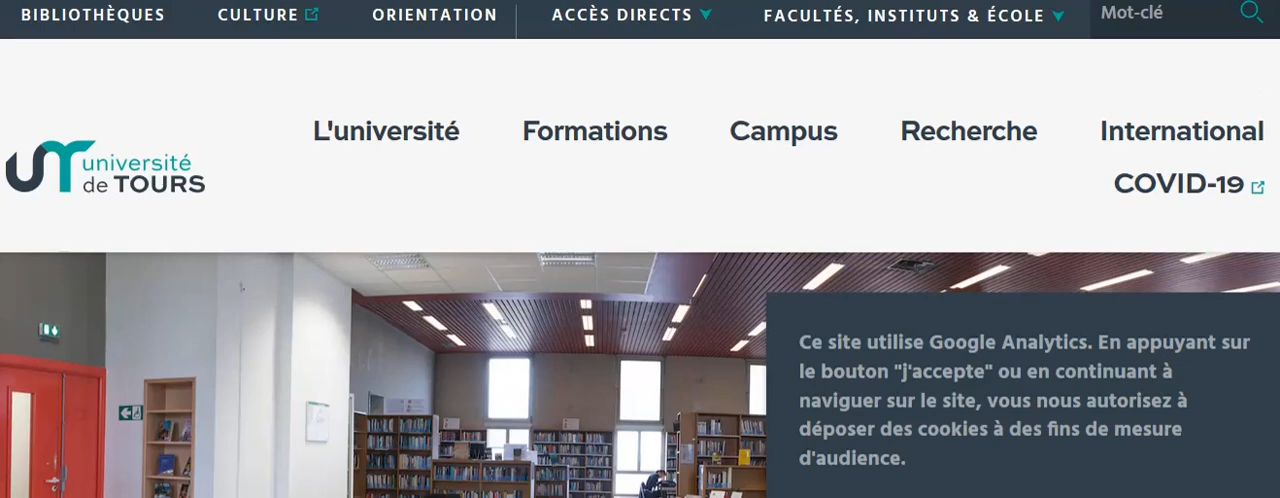 BIBLIOTHÈQUES
CULTURE
ORIENTATION
ACCÈS DIRECTS
FACULTÉS, INSTITUTS & ÉCOLE
Mot-clé
L'université
Formations
Campus
Recherche
International
COVID-19
université
de TOURS
Ce site utilise Google Analytics. En appuyant sur
le bouton "j'accepte" ou en continuant à
naviguer sur le site, vous nous autorisez à
déposer des cookies à des fins de mesure
d'audience.